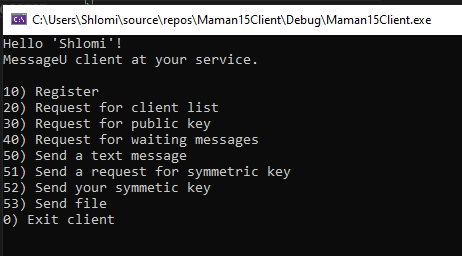 C:\Users\Shlomi\source\repos\Maman15Client\Debug\Maman15Client.exe
Hello 'Shlomi'!
MessageU client at your service.
10) Register
20) Request for client list
30) Request for public key
40) Request for waiting messages
50) Send a text message
51) Send a request for symmetric key
52) Send your symmetic key
53) Send file
0) Exit client